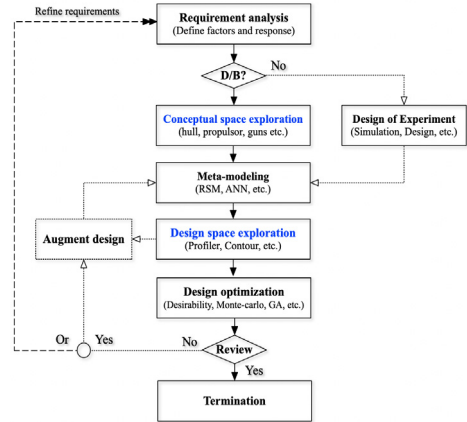 Refine requirements
Requirement analysis
(Define factors and response)
D/B?
No
Conceptual space exploration
(hull, propulsor, guns etc.)
Design of Experiment
(Simulation, Design, etc.)
Meta-modeling
(RSM, ANN, etc.)
Augment design
Design space exploration
(Profiler, Contour, etc.)
Design optimization
(Desirability, Monte-carlo, GA, etc.)
Or
Yes
No
Review
Yes
Termination